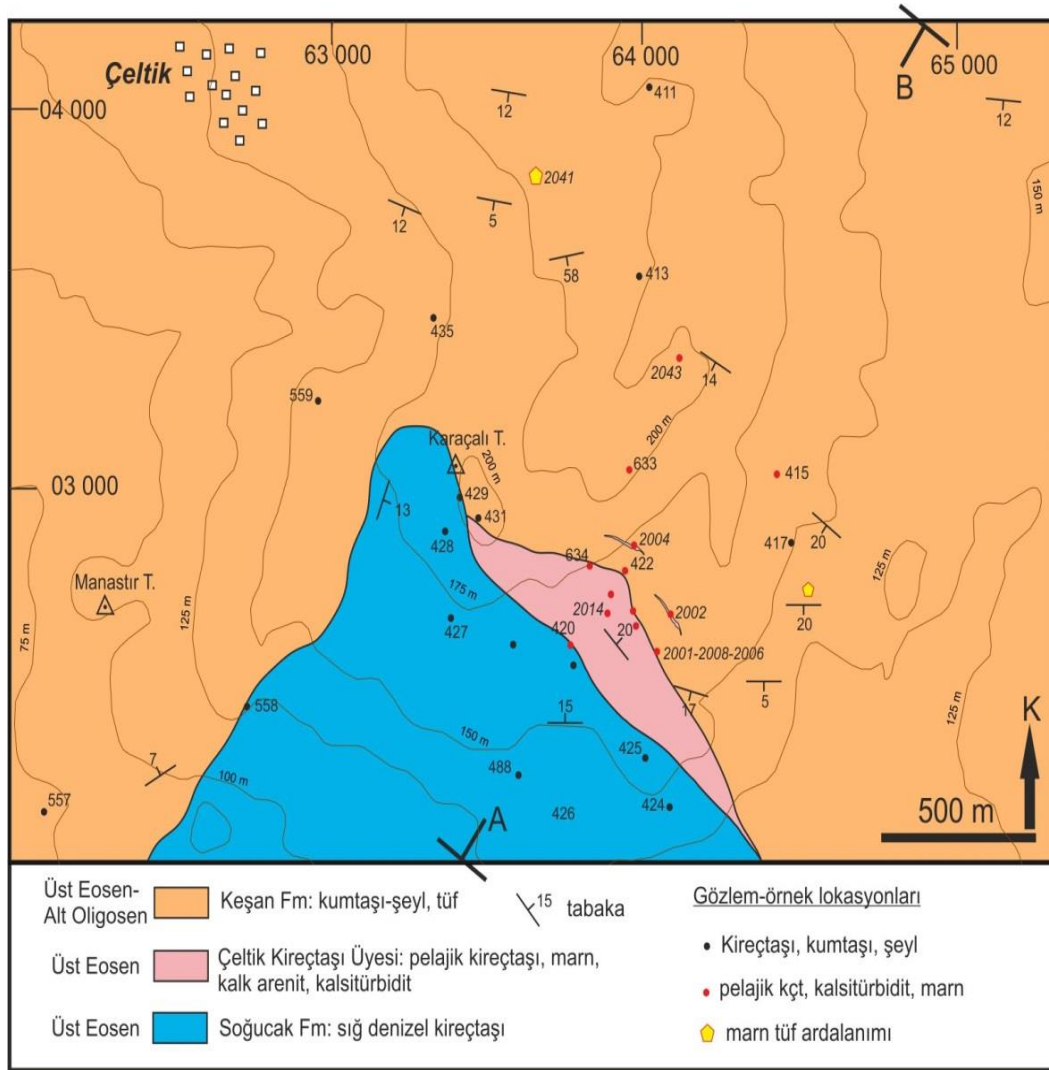 63 000
64 000
65 000
B
Çeltik
04 000
411
12
12
2041
150 m
5
12
58
413
435
2043
14
559
200 m
Karaçalı T.
200 m
633
415
03 000
429
13
431
428
417
20
2004
634
422
125 m
175 m
Manastır T.
2014
2002
20
125 m
427
420
20
2001-2008-2006
75 m
K
5
17
558
15
150 m
125 m
7
425
488
100 m
557
424
500 m
A
426
Üst Eosen-
Alt Oligosen
Keşan Fm: kumtaşı-şeyl, tüf
15 tabaka
Üst Eosen
Çeltik Kireçtaşı Üyesi: pelajik kireçtaşı, marn,
kalk arenit, kalsitürbidit
Üst Eosen
Soğucak Fm: sığ denizel kireçtaşı
Gözlem-örnek lokasyonları
Kireçtaşı, kumtaşı, şeyl
pelajik kçt, kalsitürbidit, marn
marn tüf ardalanımı